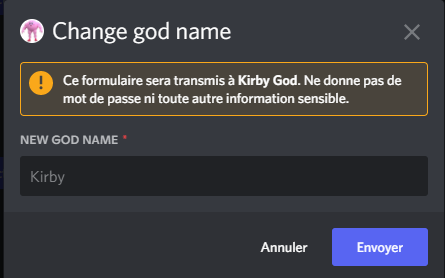 Change god name
Ce formulaire sera transmis à Kirby God. Ne donne pas de
mot de passe ni toute autre information sensible.
NEW GOD NAME *
Kirby
Annuler
Envoyer